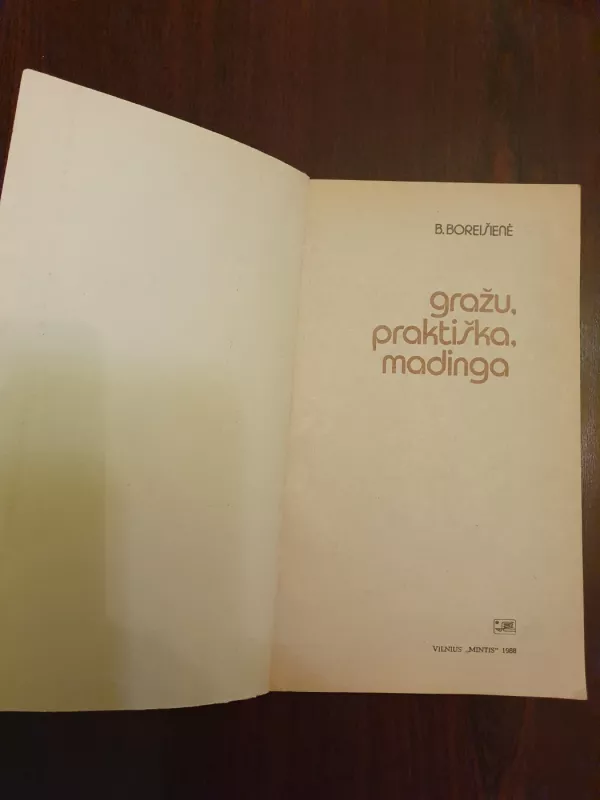 B. BOREIŠIENĖ
gražu,
praktiška,
madinga
VILNIUS „MINTIS“ 1988